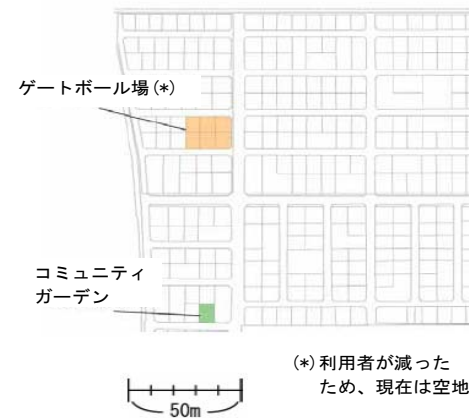 ゲートボール場(*)
コミュニティ
ガーデン
50m
(*)利用者が減った
ため、現在は空地